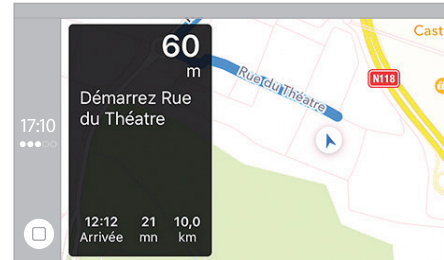 60
m
Démarrez Rue
du Théatre
17:10
12:12 21 10,0
Arrivée mn km
Rue du Théatre
N118
Cast